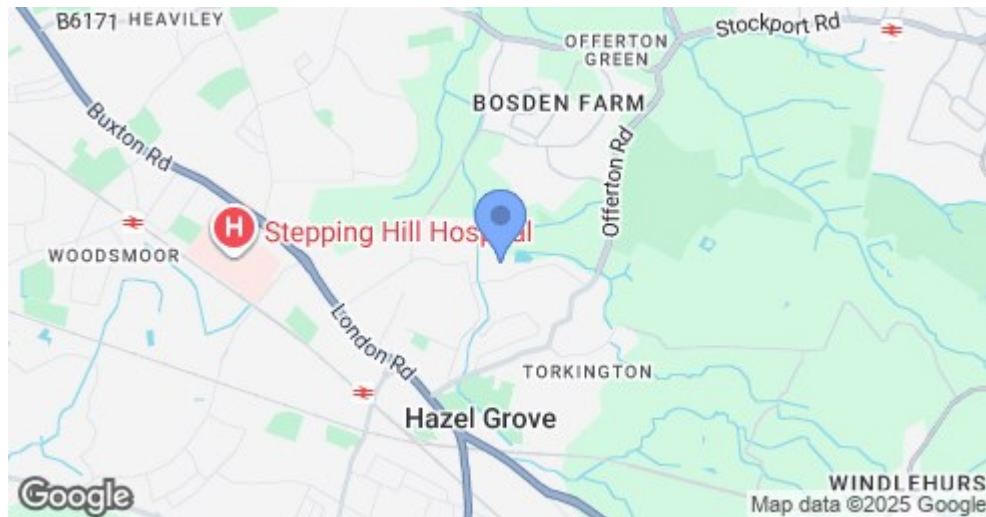 B6171
HEAVILEY
Stockport Rd
OFFERTON
GREEN
BOSDEN FARM
Buxton Rd
Offerton Rd
H
Stepping Hill Hospital
WOODSMOOR
London Rd
TORKINGTON
Hazel Grove
WINDLEHURS
Google
Map data ©2025 Google